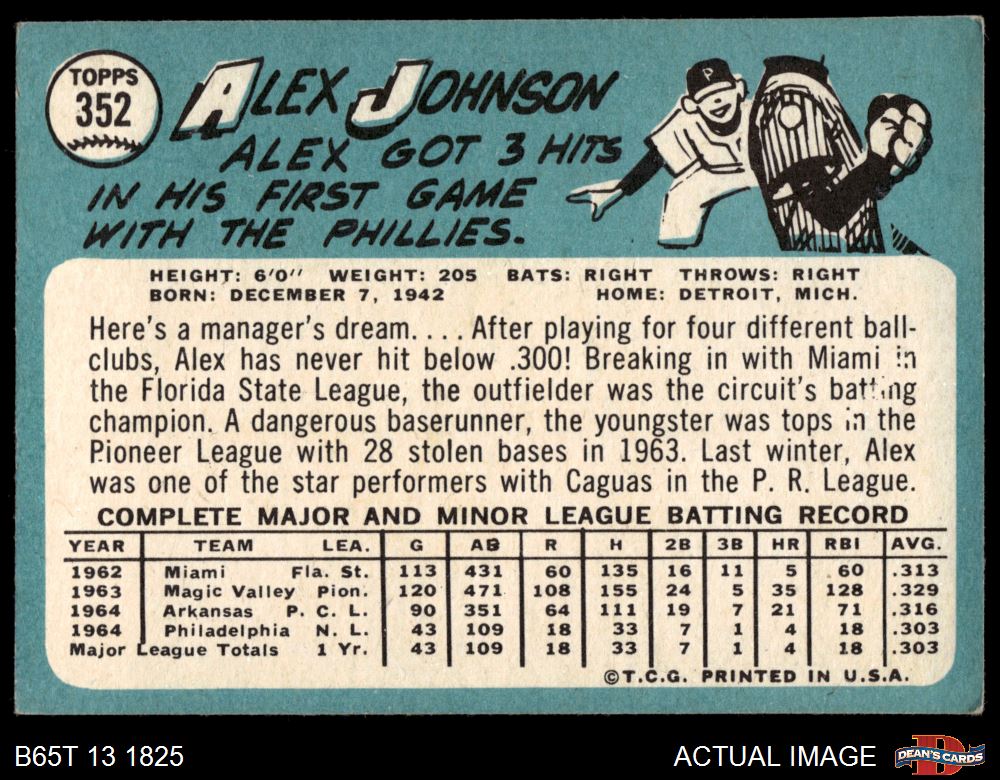 TOPPS
352
ALEX JOHNSON
ALEX GOT 3 HITS
IN HIS FIRST GAME
WITH THE PHILLIES.
P
HEIGHT: 6'0" WEIGHT: 205 BATS: RIGHT THROWS: RIGHT
BORN: DECEMBER 7, 1942 HOME: DETROIT, MICH.
Here's a manager's dream.... After playing for four different ball-
clubs, Alex has never hit below .300! Breaking in with Miami in
the Florida State League, the outfielder was the circuit's batting
champion. A dangerous baserunner, the youngster was tops in the
Pioneer League with 28 stolen bases in 1963. Last winter, Alex
was one of the star performers with Caguas in the P. R. League.
COMPLETE MAJOR AND MINOR LEAGUE BATTING RECORD
YEAR TEAM LEA. G AB R H 2B 3B HR RBI AVG.
1962 Miami Fla. St. 113 431 60 135 16 11 5 60 .313
1963 Magic Valley Pion. 120 471 108 155 24 5 35 128 .329
1964 Arkansas P. C. L. 90 351 64 111 19 7 21 71 .316
1964 Philadelphia N. L. 43 109 18 33 7 1 4 18 .303
Major League Totals 1 Yr. 43 109 18 33 7 1 4 18 .303
©T.C.G. PRINTED IN U.S.A.
B65T 13 1825 ACTUAL IMAGE
D
DEAN'S CARDS